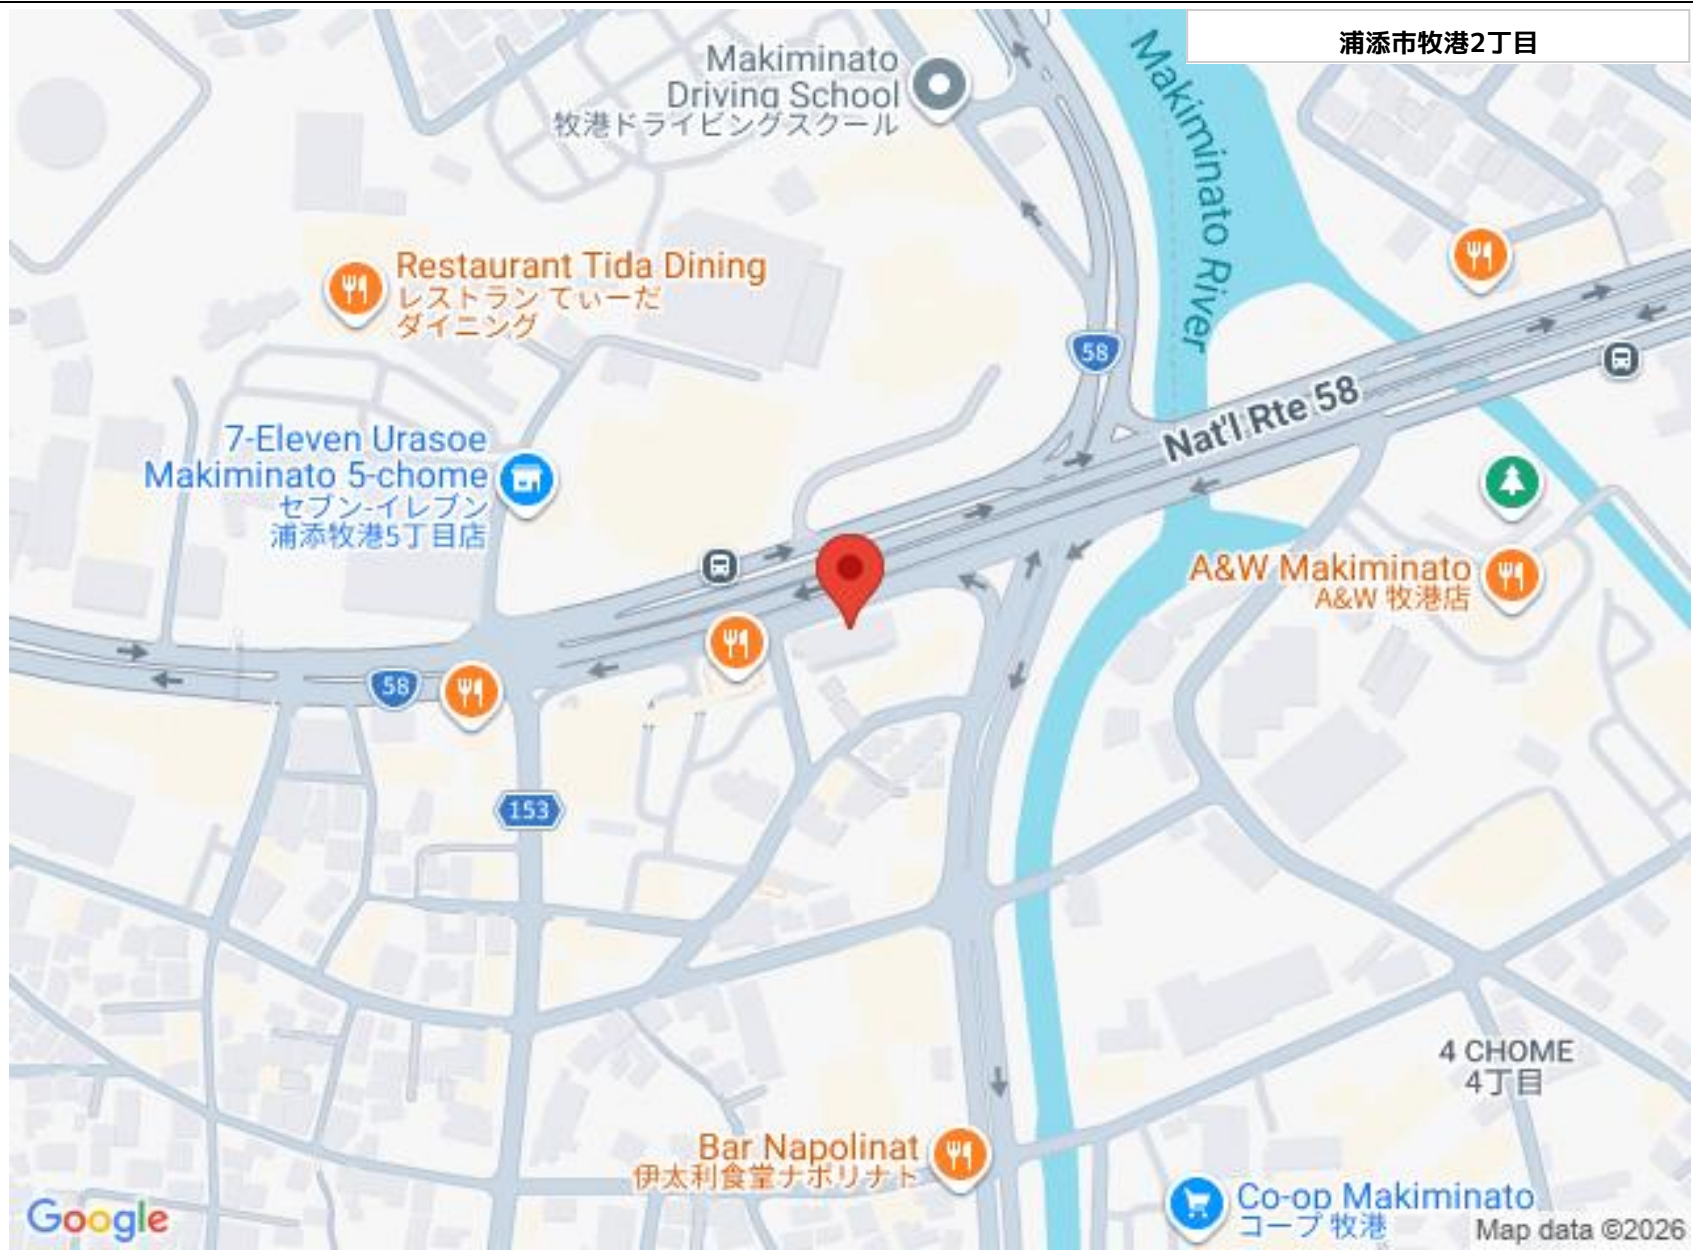 浦添市牧港2丁目
Makiminato
Driving School
牧港ドライビングスクール
Makiminato River
Restaurant Tida Dining
レストラン てぃーだ
ダイニング
58
Nat'l Rte 58
7-Eleven Urasoe
Makiminato 5-chome
セブン-イレブン
浦添牧港5丁目店
A&W Makiminato
A&W 牧港店
58
153
4 CHOME
4丁目
Bar Napolinat
伊太利食堂ナポリナト
Co-op Makiminato
コープ 牧港
Google
Map data ©2026